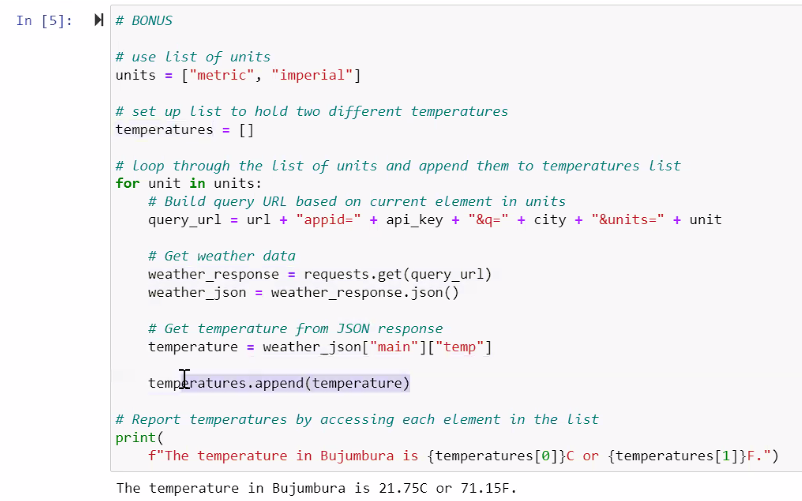 In [5]:
# BONUS
# use list of units
units = ["metric", "imperial"]
# set up list to hold two different temperatures
temperatures = []
# loop through the list of units and append them to temperatures list
for unit in units:
# Build query URL based on current element in units
query_url = url + "appid=" + api_key + "&q=" + city + "&units=" + unit
# Get weather data
weather_response = requests.get(query_url)
weather_json = weather_response.json()
# Get temperature from JSON response
temperature = weather_json["main"]["temp"]
temperatures.append(temperature)
# Report temperatures by accessing each element in the list
print(
f"The temperature in Bujumbura is {temperatures[0]}C or {temperatures[1]}F.")
The temperature in Bujumbura is 21.75C or 71.15F.